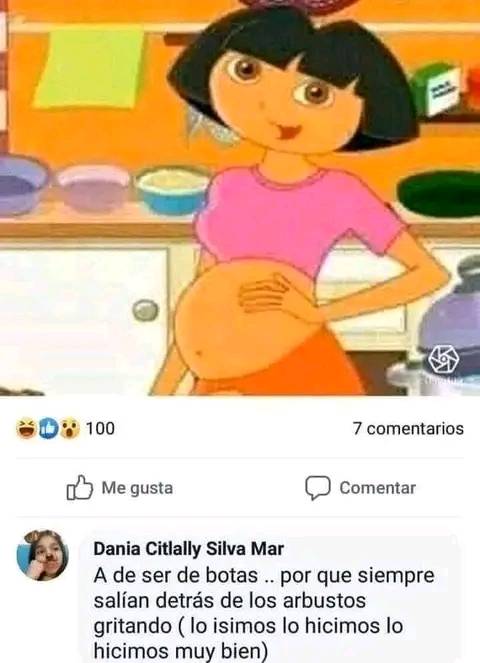 100
7 comentarios
Me gusta
Comentar
Dania Citlally Silva Mar
A de ser de botas .. por que siempre
salían detrás de los arbustos
gritando ( lo isimos lo hicimos lo
hicimos muy bien)